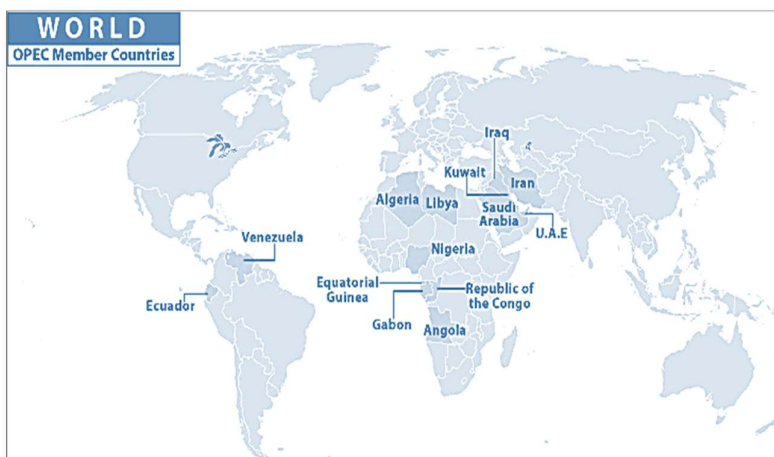 WORLD
OPEC Member Countries
Iraq
Kuwait
Iran
Algeria
Libya
Saudi
Arabia
U.A.E
Nigeria
Venezuela
Equatorial
Guinea
Republic of
the Congo
Ecuador
Gabon
Angola